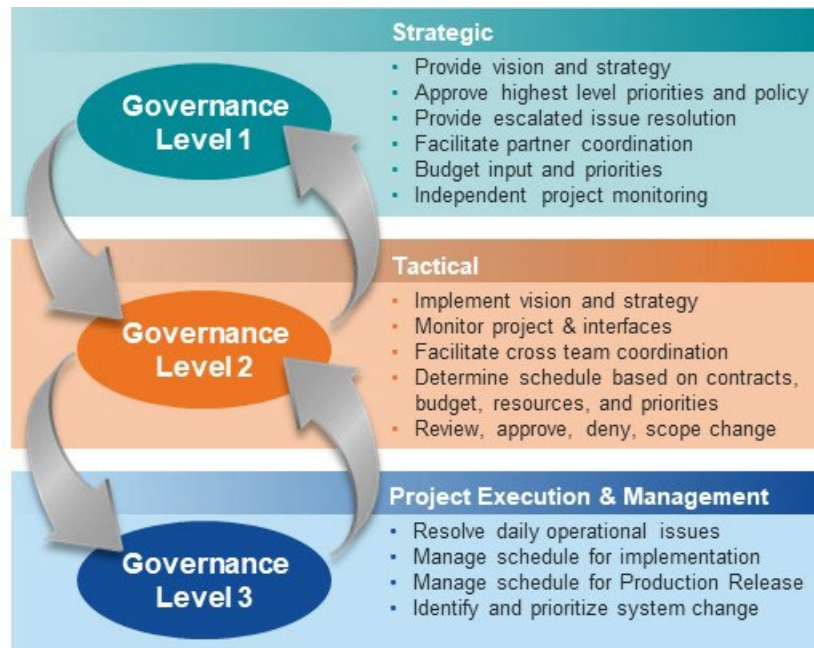 Strategic
Governance
Level 1
• Provide vision and strategy
• Approve highest level priorities and policy
• Provide escalated issue resolution
• Facilitate partner coordination
• Budget input and priorities
• Independent project monitoring
Tactical
Governance
Level 2
• Implement vision and strategy
• Monitor project & interfaces
• Facilitate cross team coordination
• Determine schedule based on contracts,
budget, resources, and priorities
• Review, approve, deny, scope change
Project Execution & Management
Governance
Level 3
• Resolve daily operational issues
• Manage schedule for implementation
• Manage schedule for Production Release
• Identify and prioritize system change